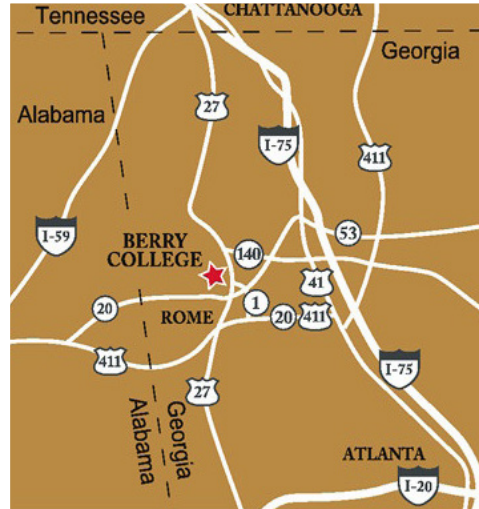 CHATTANOOGA
Tennessee
Georgia
Alabama
27
I-75
411
I-59
BERRY
COLLEGE
140
53
41
20
1
ROME
20
411
411
27
I-75
Georgia
Alabama
ATLANTA
I-20